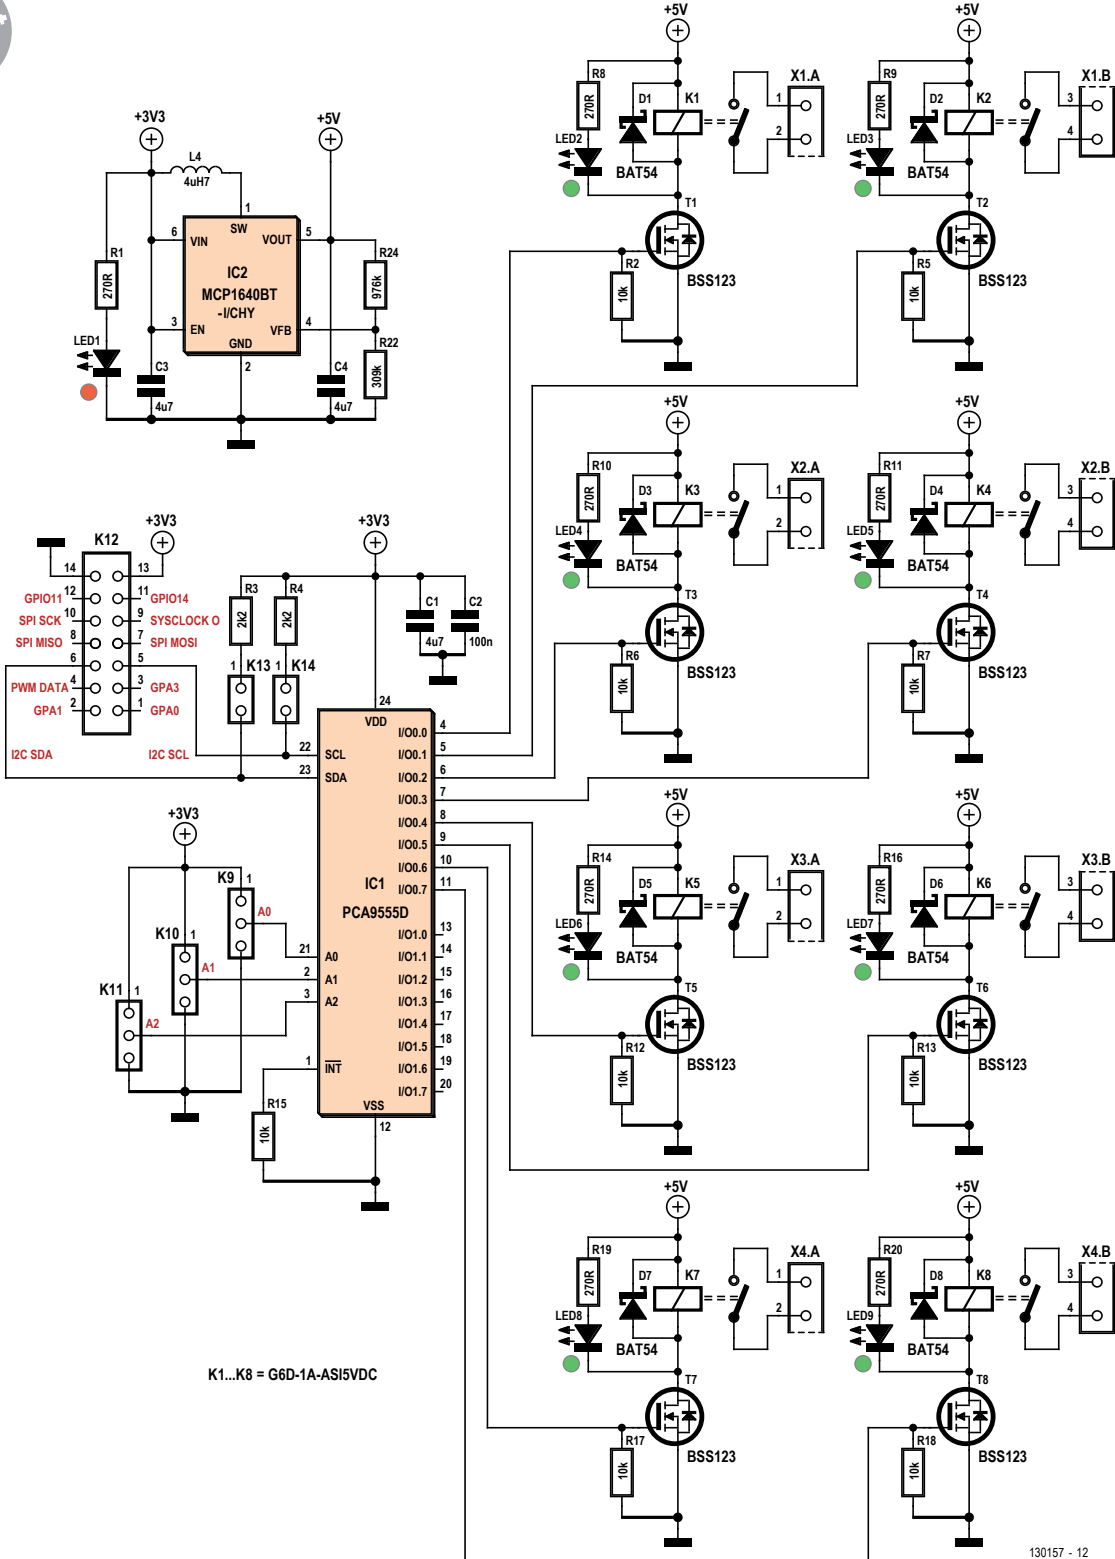 +5V
+5V
R8
270R
D1
K1
X1.A
1
2
LED2
BAT54
T1
R2
10k
BSS123
R9
270R
D2
K2
X1.B
3
4
LED3
BAT54
T2
R5
10k
BSS123
+3V3
+5V
L4
4uH7
1
SW
6
VIN
VOUT
5
R1
270R
IC2
MCP1640BT
-I/CHY
R24
976k
3
EN
VFB
4
GND
2
LED1
C3
4u7
C4
4u7
R22
309k
+5V
+5V
R10
270R
D3
K3
X2.A
1
2
LED4
BAT54
T3
R6
10k
BSS123
R11
270R
D4
K4
X2.B
3
4
LED5
BAT54
T4
R7
10k
BSS123
K12
+3V3
14
13
GPIO11
12
11
GPIO14
SPI SCK
10
9
SYSCLOCK O
SPI MISO
8
7
SPI MOSI
6
5
PWM DATA
4
3
GPA3
GPA1
2
1
GPA0
I2C SDA
I2C SCL
+3V3
R3
2k2
R4
2k2
C1
4u7
C2
100n
1
K13
1
K14
24
VDD
22
SCL
23
SDA
I/O0.0
4
I/O0.1
5
I/O0.2
6
I/O0.3
7
I/O0.4
8
I/O0.5
9
I/O0.6
10
I/O0.7
11
IC1
PCA9555D
I/O1.0
13
I/O1.1
14
I/O1.2
15
I/O1.3
16
I/O1.4
17
I/O1.5
18
I/O1.6
19
I/O1.7
20
21
A0
2
A1
3
A2
1
INT
VSS
12
R15
10k
+3V3
K9
1
A0
K10
1
A1
K11
1
A2
+5V
+5V
R14
270R
D5
K5
X3.A
1
2
LED6
BAT54
T5
R12
10k
BSS123
R16
270R
D6
K6
X3.B
3
4
LED7
BAT54
T6
R13
10k
BSS123
+5V
+5V
R19
270R
D7
K7
X4.A
1
2
LED8
BAT54
T7
R17
10k
BSS123
R20
270R
D8
K8
X4.B
3
4
LED9
BAT54
T8
R18
10k
BSS123
K1...K8 = G6D-1A-ASI5VDC
130157 - 12